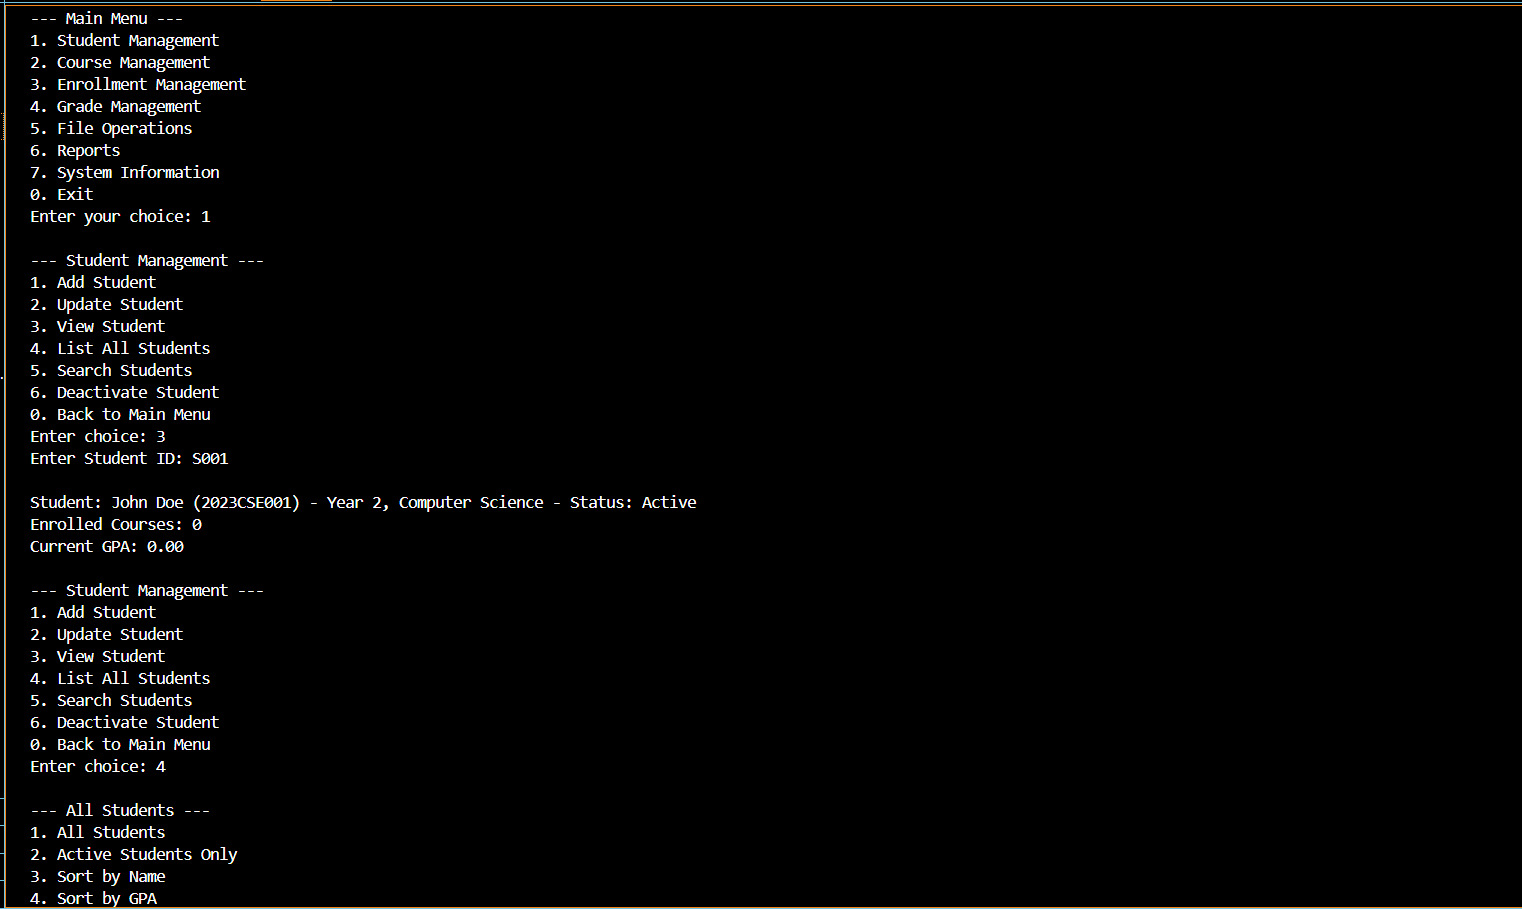 --- Main Menu ---
1. Student Management
2. Course Management
3. Enrollment Management
4. Grade Management
5. File Operations
6. Reports
7. System Information
0. Exit
Enter your choice: 1
--- Student Management ---
1. Add Student
2. Update Student
3. View Student
4. List All Students
5. Search Students
6. Deactivate Student
0. Back to Main Menu
Enter choice: 3
Enter Student ID: S001
Student: John Doe (2023CSE001) - Year 2, Computer Science - Status: Active
Enrolled Courses: 0
Current GPA: 0.00
--- Student Management ---
1. Add Student
2. Update Student
3. View Student
4. List All Students
5. Search Students
6. Deactivate Student
0. Back to Main Menu
Enter choice: 4
--- All Students ---
1. All Students
2. Active Students Only
3. Sort by Name
4. Sort by GPA